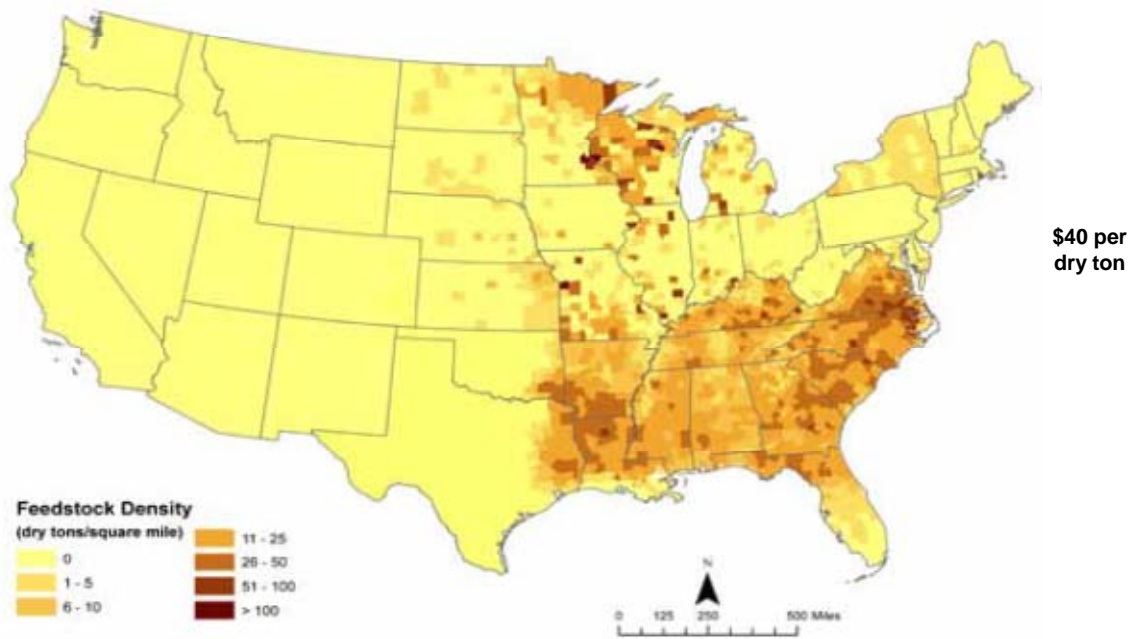 $40 per
dry ton
Feedstock Density
(dry tons/square mile)
0
1 - 5
6 - 10
11 - 25
26 - 50
51 - 100
> 100
N
0 125 250 500 Miles